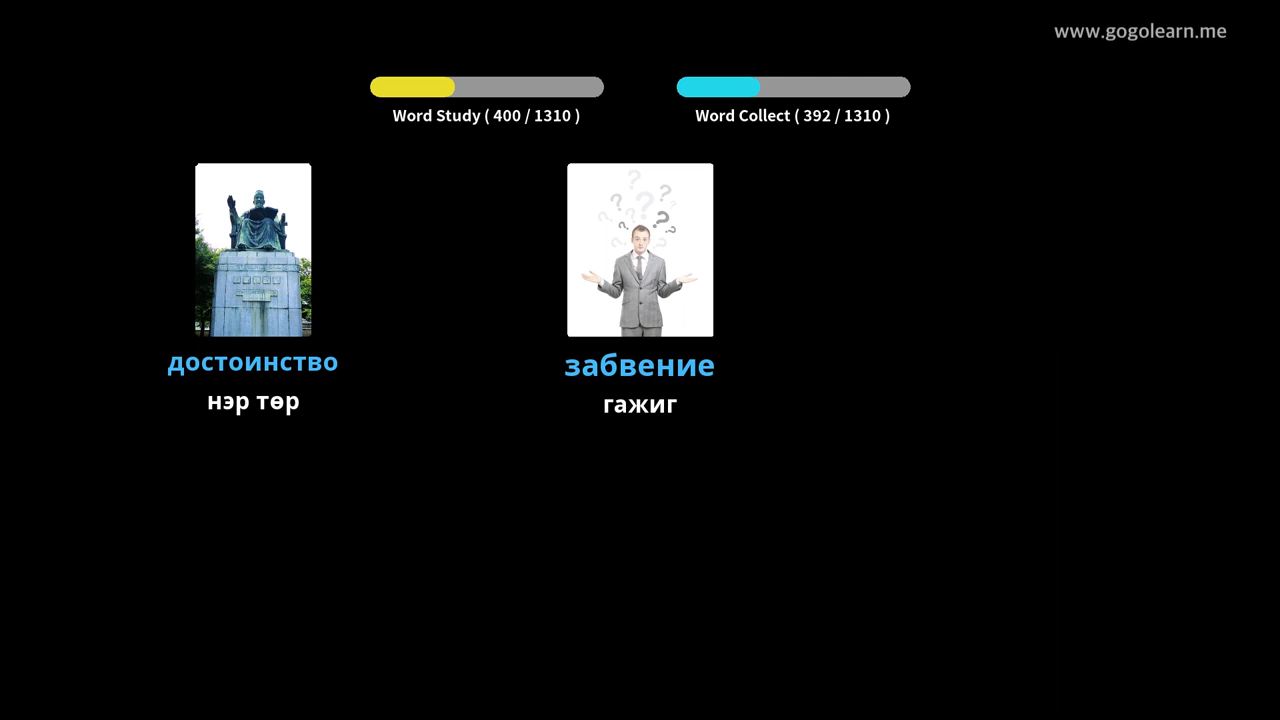 www.gogolearn.me
Word Study ( 400 / 1310 )
Word Collect ( 392 / 1310 )
достоинство
нэр төр
забвение
гажиг